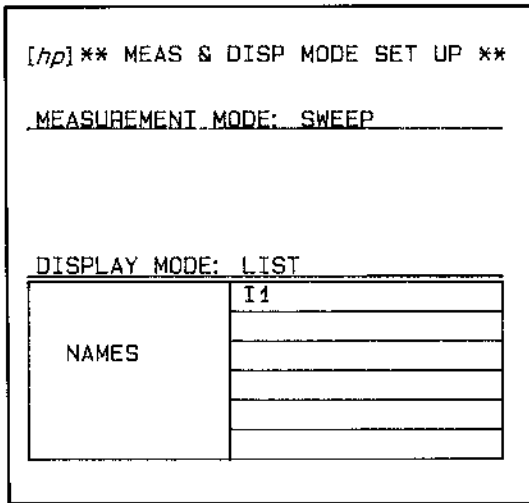 [hp] ** MEAS & DISP MODE SET UP **
MEASUREMENT MODE: SWEEP
DISPLAY MODE: LIST
I1
NAMES